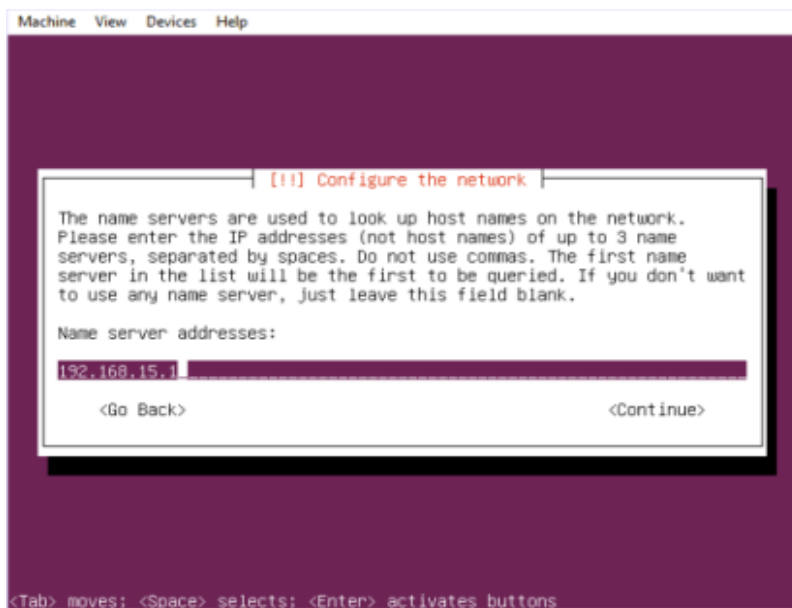 Machine View Devices Help
[!!] Configure the network
The name servers are used to look up host names on the network.
Please enter the IP addresses (not host names) of up to 3 name
servers, separated by spaces. Do not use commas. The first name
server in the list will be the first to be queried. If you don't want
to use any name server, just leave this field blank.
Name server addresses:
192.168.15.1
<Go Back> <Continue>
<Tab> moves; <Space> selects; <Enter> activates buttons